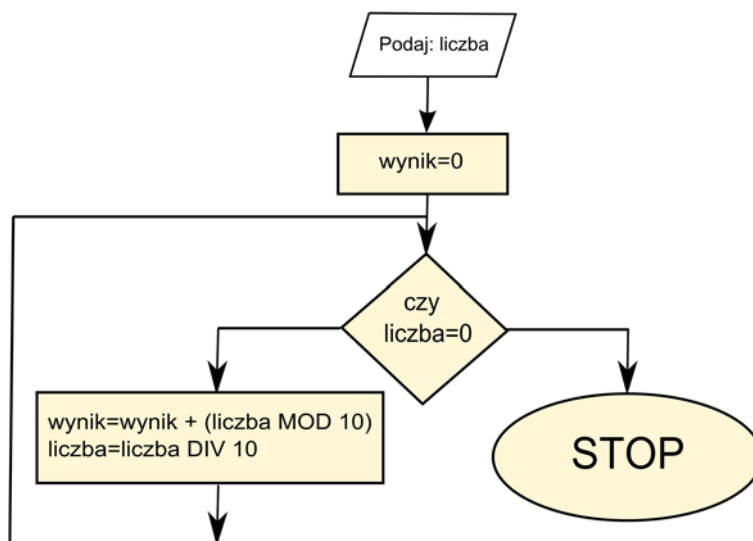 Podaj: liczba
wynik=0
czy
liczba=0
wynik=wynik + (liczba MOD 10)
liczba=liczba DIV 10
STOP